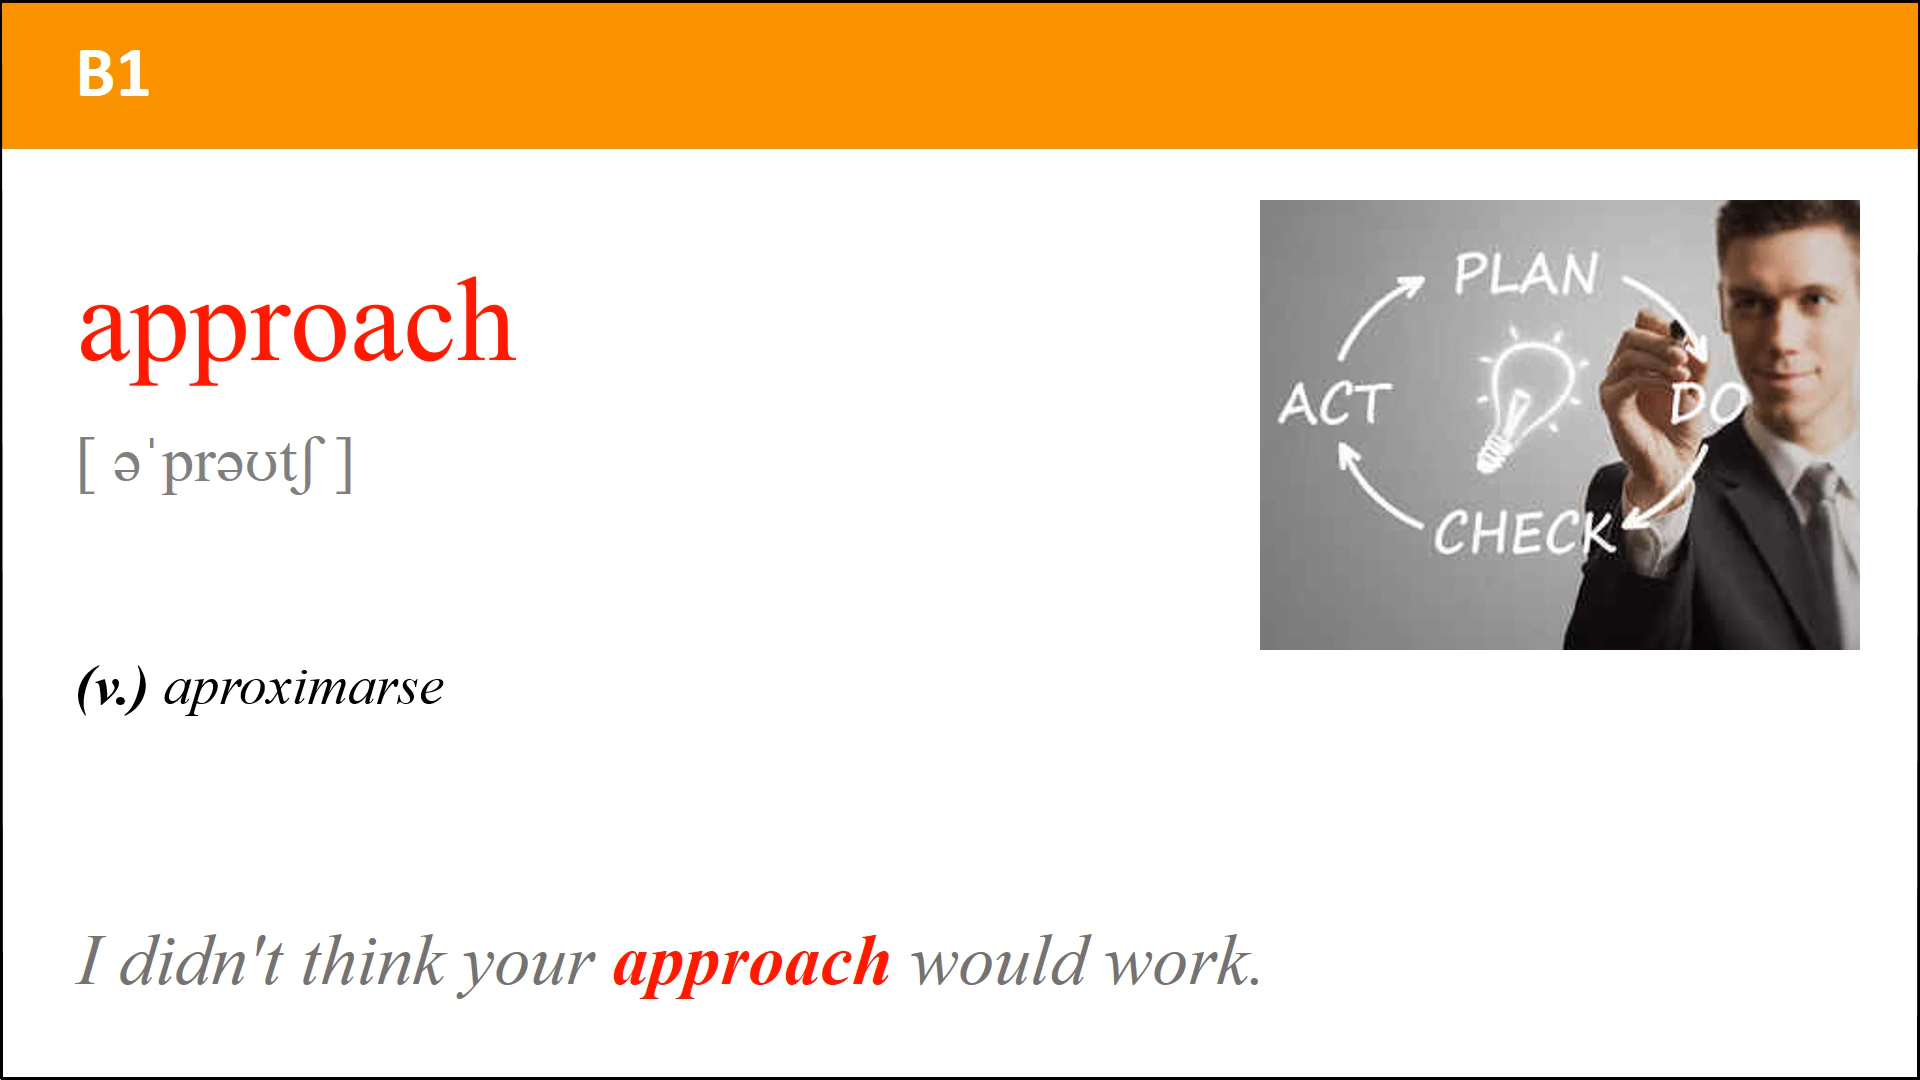 B1
approach
[ əˈprəʊtʃ ]
(v.) aproximarse
I didn't think your approach would work.
PLAN
DO
CHECK
ACT